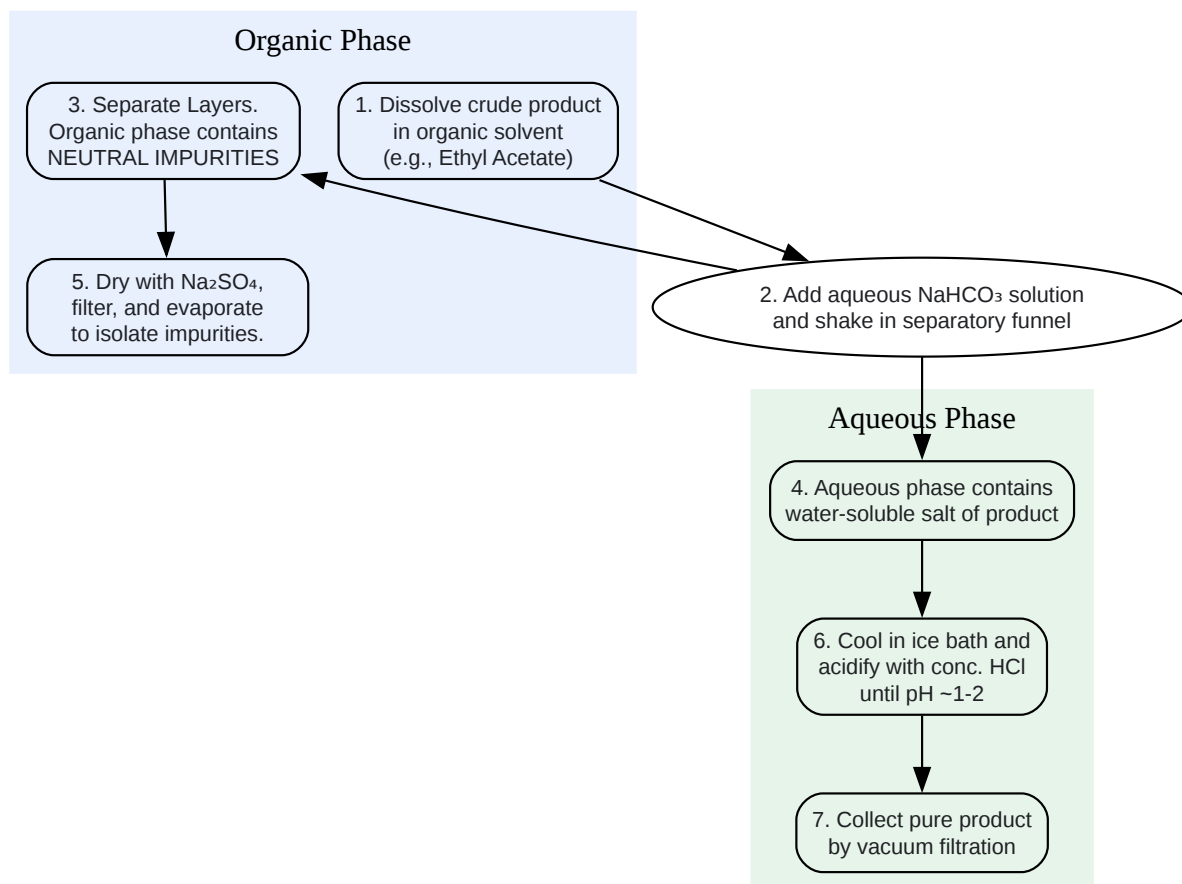 Organic Phase
3. Separate Layers.
Organic phase contains
NEUTRAL IMPURITIES
1. Dissolve crude product
in organic solvent
(e.g., Ethyl Acetate)
5. Dry with Na₂SO₄,
filter, and evaporate
to isolate impurities.
2. Add aqueous NaHCO₃ solution
and shake in separatory funnel
Aqueous Phase
4. Aqueous phase contains
water-soluble salt of product
6. Cool in ice bath and
acidify with conc. HCl
until pH ~1-2
7. Collect pure product
by vacuum filtration